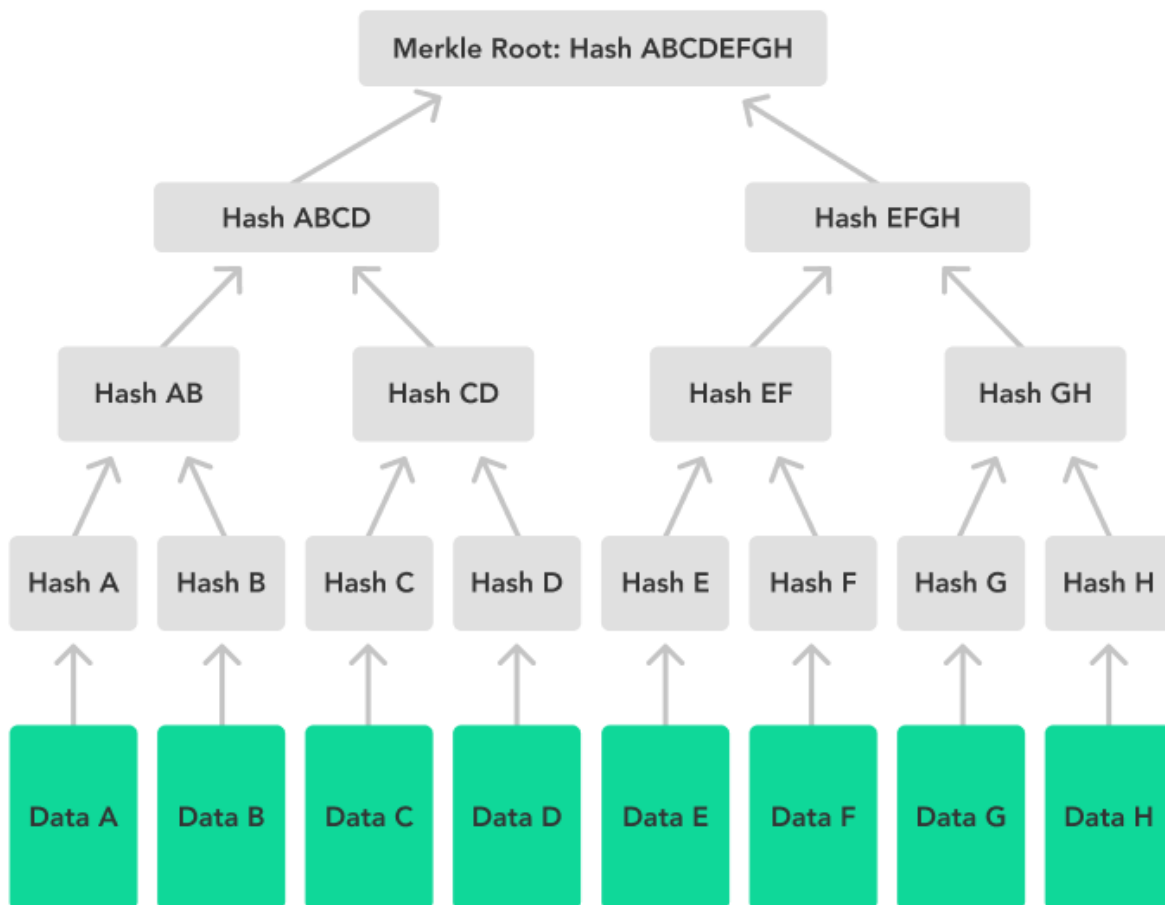 Merkle Root: Hash ABCDEFGH
Hash ABCD
Hash EFGH
Hash AB
Hash CD
Hash EF
Hash GH
Hash A
Hash B
Hash C
Hash D
Hash E
Hash F
Hash G
Hash H
Data A
Data B
Data C
Data D
Data E
Data F
Data G
Data H